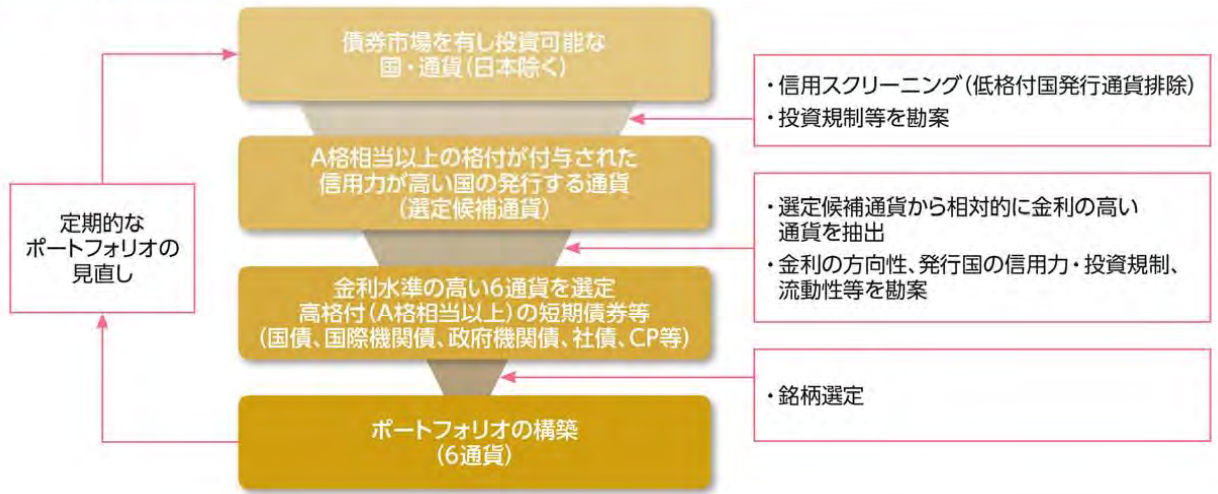 債券市場を有し投資可能な
国・通貨（日本除く）
・信用スクリーニング（低格付国発行通貨排除）
・投資規制等を勘案
A格相当以上の格付が付与された
信用力が高い国の発行する通貨
（選定候補通貨）
・選定候補通貨から相対的に金利の高い
通貨を抽出
・金利の方向性、発行国の信用力・投資規制、
流動性等を勘案
定期的な
ポートフォリオの
見直し
金利水準の高い6通貨を選定
高格付（A格相当以上）の短期債券等
（国債、国際機関債、政府機関債、社債、CP等）
・銘柄選定
ポートフォリオの構築
（6通貨）